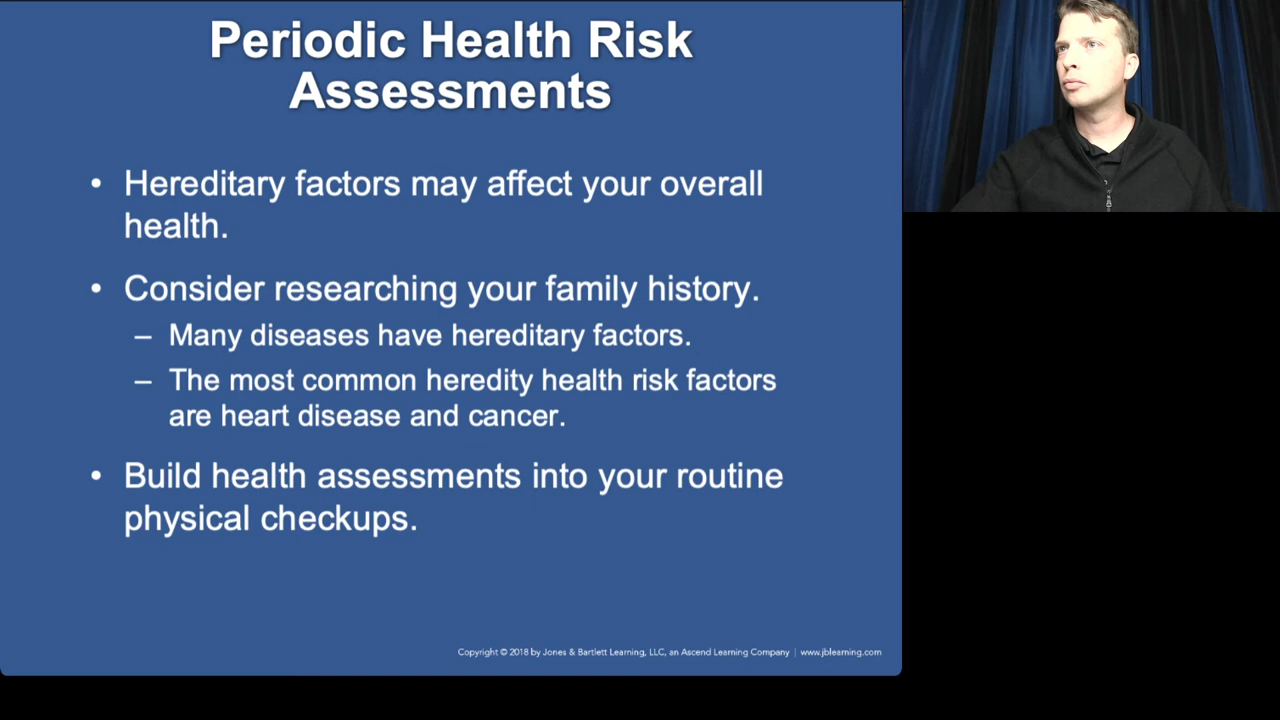 Periodic Health Risk
Assessments
• Hereditary factors may affect your overall
health.
• Consider researching your family history.
– Many diseases have hereditary factors.
– The most common heredity health risk factors
are heart disease and cancer.
• Build health assessments into your routine
physical checkups.
Copyright © 2018 by Jones & Bartlett Learning, LLC, an Ascend Learning Company | www.jblearning.com